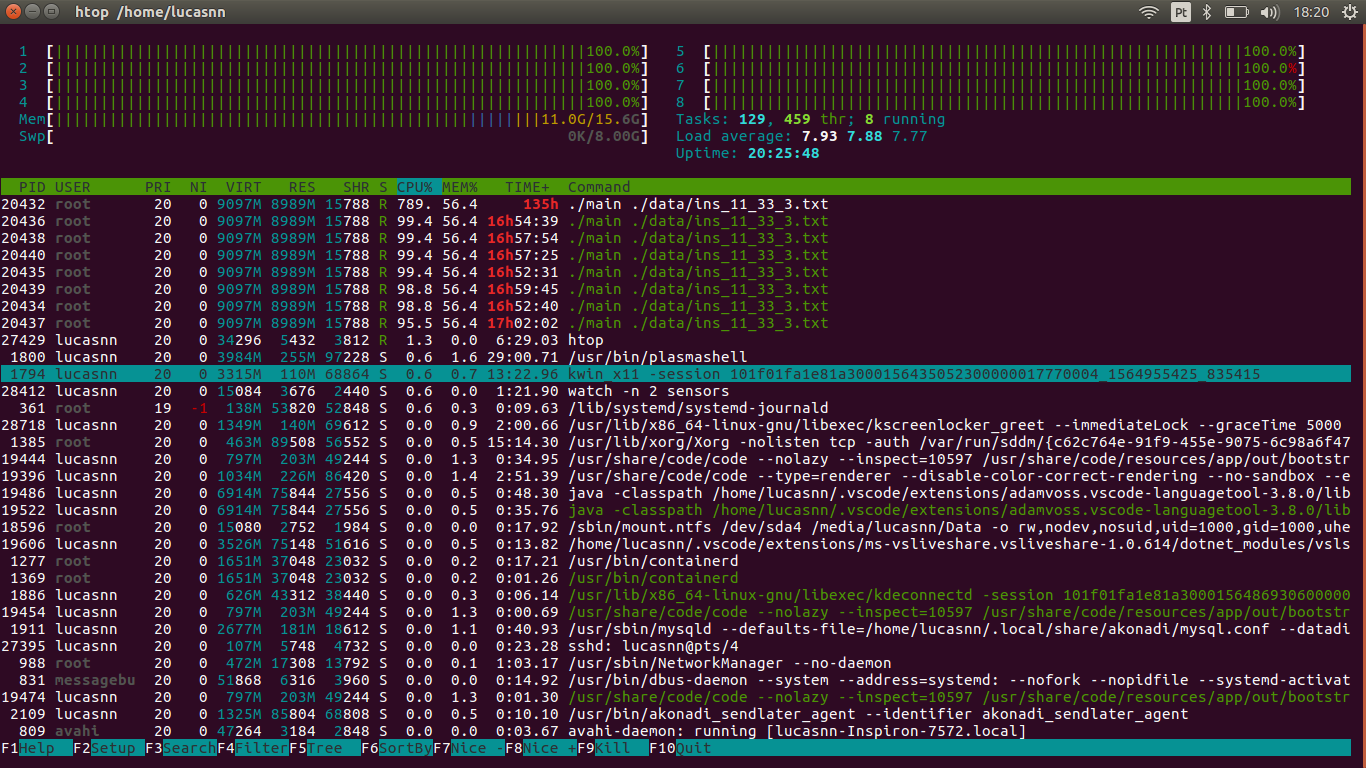 htop /home/lucasnn Pt 18:20
1 [100.0%] 5 [100.0%]
2 [100.0%] 6 [100.0%]
3 [100.0%] 7 [100.0%]
4 [100.0%] 8 [100.0%]
Mem[11.0G/15.6G] Tasks: 129, 459 thr; 8 running
Swp[0K/8.00G] Load average: 7.93 7.88 7.77
Uptime: 20:25:48
PID USER PRI NI VIRT RES SHR S CPU% MEM% TIME+ Command
20432 root 20 0 9097M 8989M 15788 R 789. 56.4 135h ./main ./data/ins_11_33_3.txt
20436 root 20 0 9097M 8989M 15788 R 99.4 56.4 16h54:39 ./main ./data/ins_11_33_3.txt
20438 root 20 0 9097M 8989M 15788 R 99.4 56.4 16h57:54 ./main ./data/ins_11_33_3.txt
20440 root 20 0 9097M 8989M 15788 R 99.4 56.4 16h57:25 ./main ./data/ins_11_33_3.txt
20435 root 20 0 9097M 8989M 15788 R 99.4 56.4 16h52:31 ./main ./data/ins_11_33_3.txt
20439 root 20 0 9097M 8989M 15788 R 98.8 56.4 16h59:45 ./main ./data/ins_11_33_3.txt
20434 root 20 0 9097M 8989M 15788 R 98.8 56.4 16h52:40 ./main ./data/ins_11_33_3.txt
20437 root 20 0 9097M 8989M 15788 R 95.5 56.4 17h02:02 ./main ./data/ins_11_33_3.txt
27429 lucasnn 20 0 34296 5432 3812 R 1.3 0.0 6:29.03 htop
1800 lucasnn 20 0 3984M 255M 97228 S 0.6 1.6 29:00.71 /usr/bin/plasmashell
1794 lucasnn 20 0 3315M 110M 68864 S 0.6 0.7 13:22.96 kwin_x11 -session 101f01fa1e81a3000156435052300000017770004_1564955425_835415
28412 lucasnn 20 0 15084 3676 2440 S 0.6 0.0 1:21.90 watch -n 2 sensors
361 root 19 -1 138M 53820 52848 S 0.6 0.3 0:09.63 /lib/systemd/systemd-journald
28718 lucasnn 20 0 1349M 140M 69612 S 0.0 0.9 2:00.66 /usr/lib/x86_64-linux-gnu/libexec/kscreenlocker_greet --immediateLock --graceTime 5000
1385 root 20 0 463M 89508 56552 S 0.0 0.5 15:14.30 /usr/lib/xorg/Xorg -nolisten tcp -auth /var/run/sddm/{c62c764e-91f9-455e-9075-6c98a6f47
19444 lucasnn 20 0 797M 203M 49244 S 0.0 1.3 0:34.95 /usr/share/code/code --nolazy --inspect=10597 /usr/share/code/resources/app/out/bootstr
19396 lucasnn 20 0 1034M 226M 86420 S 0.0 1.4 2:51.39 /usr/share/code/code --type=renderer --disable-color-correct-rendering --no-sandbox --e
19486 lucasnn 20 0 6914M 75844 27556 S 0.0 0.5 0:48.30 java -classpath /home/lucasnn/.vscode/extensions/adamvoss.vscode-languagetool-3.8.0/lib
19522 lucasnn 20 0 6914M 75844 27556 S 0.0 0.5 0:35.76 java -classpath /home/lucasnn/.vscode/extensions/adamvoss.vscode-languagetool-3.8.0/lib
18596 root 20 0 15080 2752 1984 S 0.0 0.0 0:17.92 /sbin/mount.ntfs /dev/sda4 /media/lucasnn/Data -o rw,nodev,nosuid,uid=1000,gid=1000,uhe
19606 lucasnn 20 0 3526M 75148 51616 S 0.0 0.5 0:13.82 /home/lucasnn/.vscode/extensions/ms-vsliveshare.vsliveshare-1.0.614/dotnet_modules/vsls
1277 root 20 0 1651M 37048 23032 S 0.0 0.2 0:17.21 /usr/bin/containerd
1369 root 20 0 1651M 37048 23032 S 0.0 0.2 0:01.26 /usr/bin/containerd
1886 lucasnn 20 0 626M 43312 38440 S 0.0 0.3 0:06.14 /usr/lib/x86_64-linux-gnu/libexec/kdeconnectd -session 101f01fa1e81a3000156486930600000
19454 lucasnn 20 0 797M 203M 49244 S 0.0 1.3 0:00.69 /usr/share/code/code --nolazy --inspect=10597 /usr/share/code/resources/app/out/bootstr
1911 lucasnn 20 0 2677M 181M 18612 S 0.0 1.1 0:40.93 /usr/sbin/mysqld --defaults-file=/home/lucasnn/.local/share/akonadi/mysql.conf --datadi
27395 lucasnn 20 0 107M 5748 4732 S 0.0 0.0 0:23.28 sshd: lucasnn@pts/4
988 root 20 0 472M 17308 13792 S 0.0 0.1 1:03.17 /usr/sbin/NetworkManager --no-daemon
831 messagebu 20 0 51868 6316 3960 S 0.0 0.0 0:14.92 /usr/bin/dbus-daemon --system --address=systemd: --nofork --nopidfile --systemd-activat
19474 lucasnn 20 0 797M 203M 49244 S 0.0 1.3 0:01.30 /usr/share/code/code --nolazy --inspect=10597 /usr/share/code/resources/app/out/bootstr
2109 lucasnn 20 0 1325M 85804 68808 S 0.0 0.5 0:10.10 /usr/bin/akonadi_sendlater_agent --identifier akonadi_sendlater_agent
809 avahi 20 0 47264 3184 2848 S 0.0 0.0 0:03.67 avahi-daemon: running [lucasnn-Inspiron-7572.local]
F1Help F2Setup F3SearchF4FilterF5Tree F6SortByF7Nice -F8Nice +F9Kill F10Quit